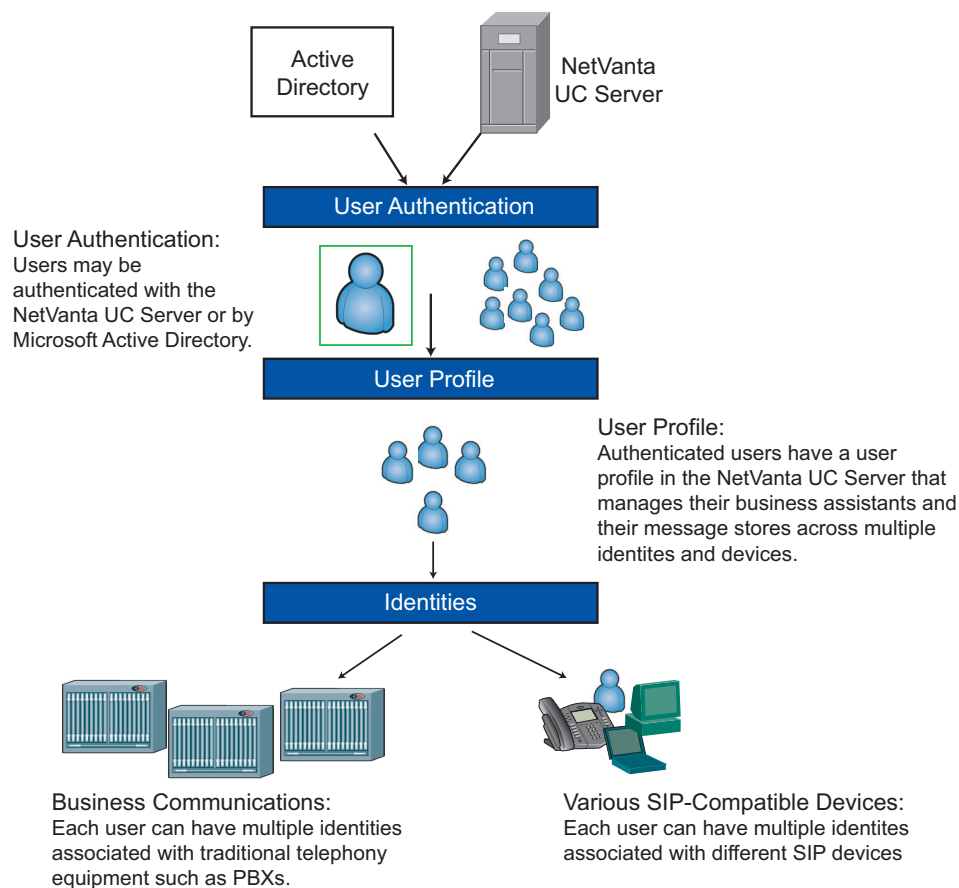 Active
Directory
NetVanta
UC Server
User Authentication
User Authentication:
Users may be
authenticated with the
NetVanta UC Server or by
Microsoft Active Directory.
User Profile
User Profile:
Authenticated users have a user
profile in the NetVanta UC Server that
manages their business assistants and
their message stores across multiple
identites and devices.
Identities
Business Communications:
Each user can have multiple identities
associated with traditional telephony
equipment such as PBXs.
Various SIP-Compatible Devices:
Each user can have multiple identites
associated with different SIP devices